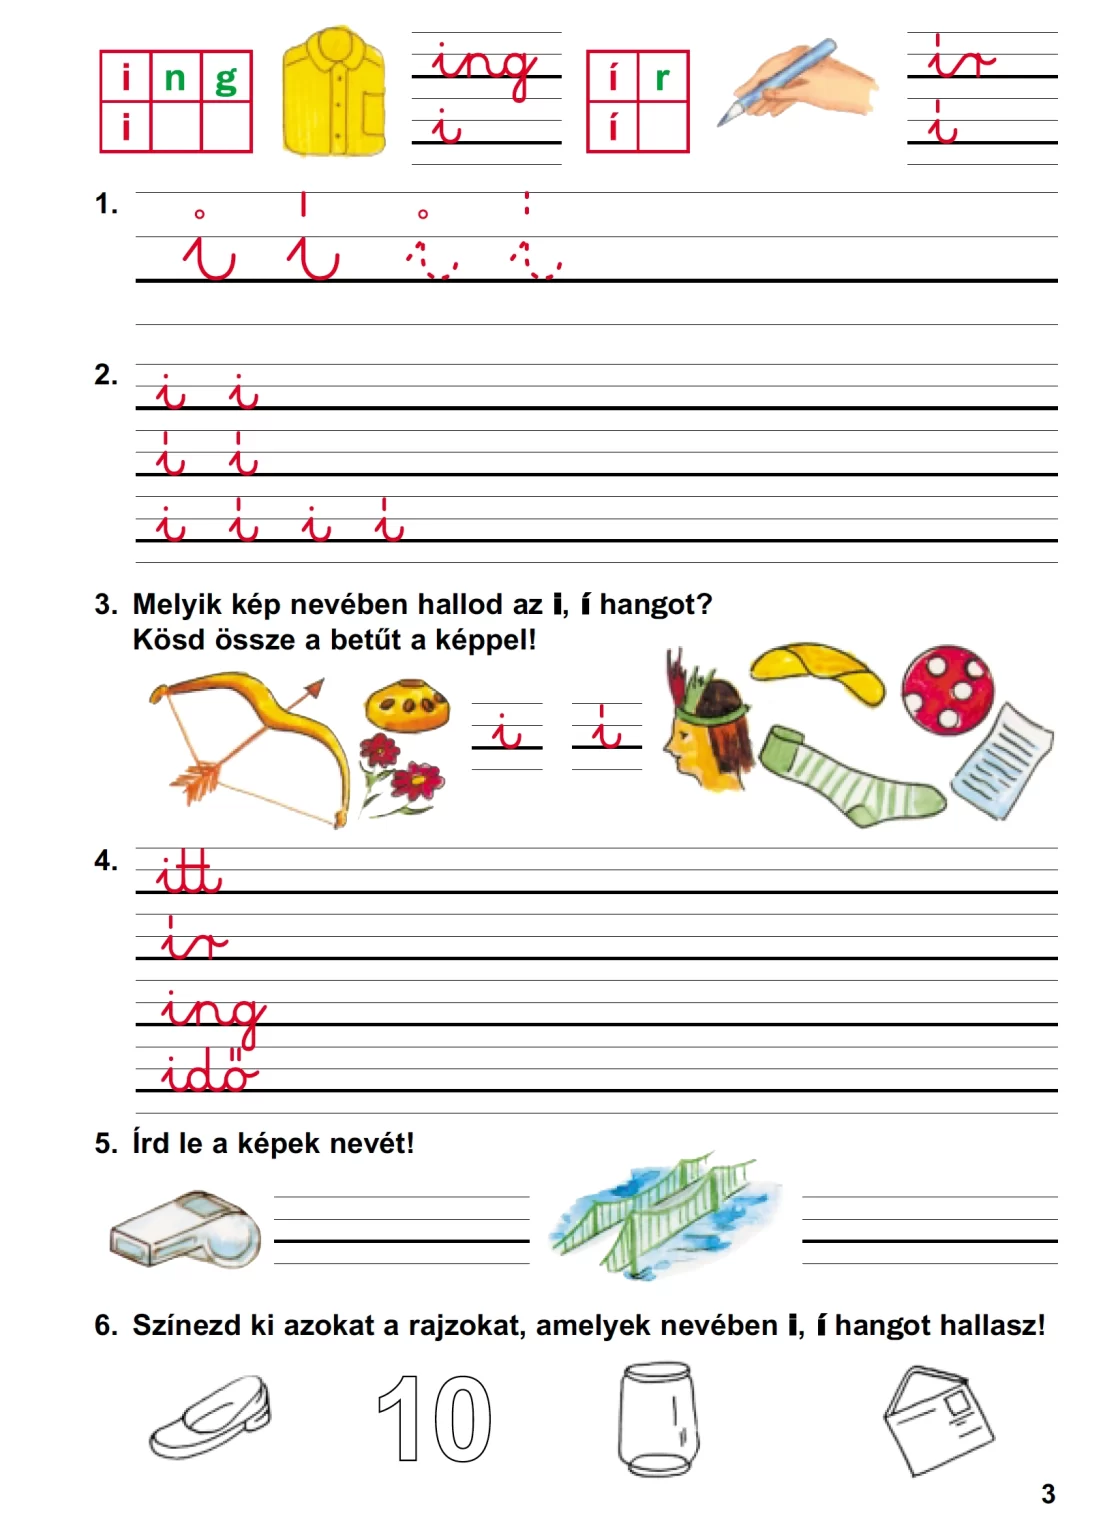 i n g ing í r ír
i i í í
1. i í i í
2. i i
í í
i í i í
3. Melyik kép nevében hallod az i, í hangot?
Kösd össze a betűt a képpel!
i í
4. itt
ír
ing
idő
5. Írd le a képek nevét!
6. Színezd ki azokat a rajzokat, amelyek nevében i, í hangot hallasz!
10
3